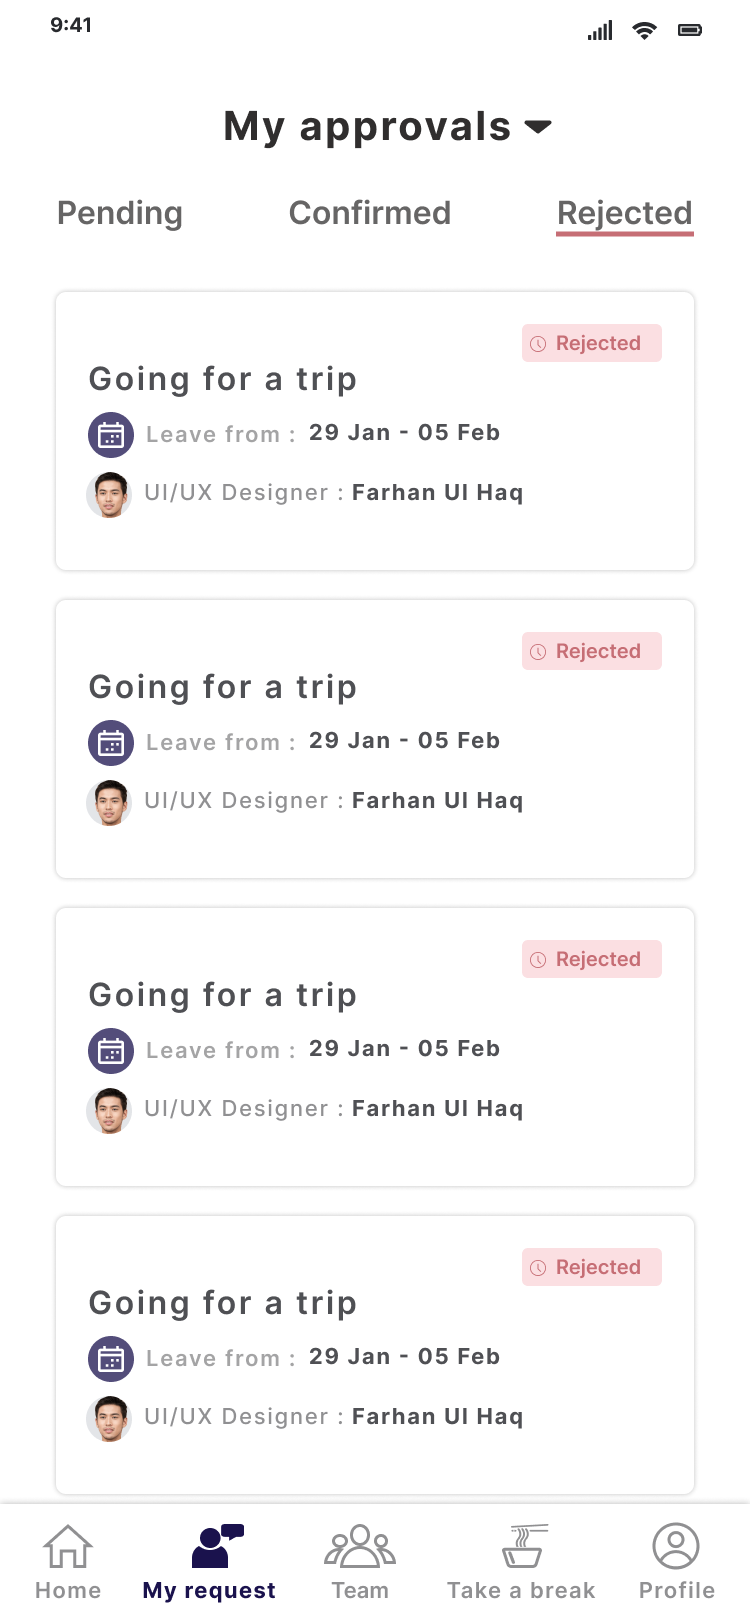 9:41
My approvals
Pending Confirmed Rejected
Rejected
Going for a trip
Leave from : 29 Jan - 05 Feb
UI/UX Designer : Farhan Ul Haq
Rejected
Going for a trip
Leave from : 29 Jan - 05 Feb
UI/UX Designer : Farhan Ul Haq
Rejected
Going for a trip
Leave from : 29 Jan - 05 Feb
UI/UX Designer : Farhan Ul Haq
Rejected
Going for a trip
Leave from : 29 Jan - 05 Feb
UI/UX Designer : Farhan Ul Haq
Home My request Team Take a break Profile